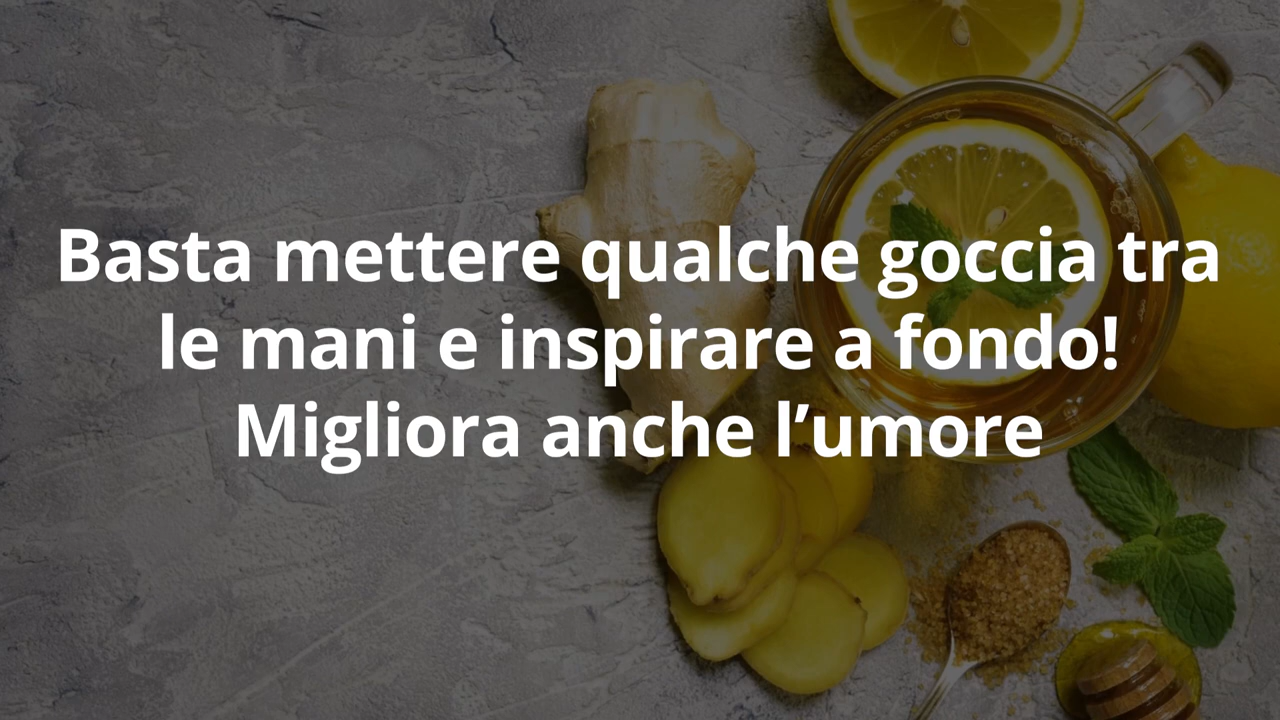 Basta mettere qualche goccia tra
le mani e inspirare a fondo!
Migliora anche l’umore